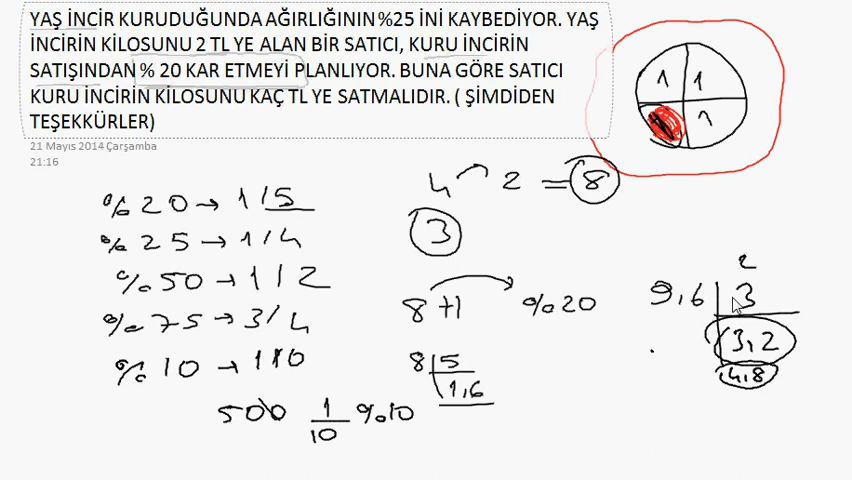 YAŞ İNCİR KURUDUĞUNDA AĞIRLIĞININ %25 İNİ KAYBEDİYOR. YAŞ
İNCİRİN KİLOSUNU 2 TL YE ALAN BİR SATICI, KURU İNCİRİN
SATIŞINDAN % 20 KAR ETMEYİ PLANLIYOR. BUNA GÖRE SATICI
KURU İNCİRİN KİLOSUNU KAÇ TL YE SATMALIDIR. ( ŞİMDİDEN
TEŞEKKÜRLER)
21 Mayıs 2014 Çarşamba
21:16
1 1
1
%20 → 1/5
%25 → 1/4
%50 → 1/2
%75 → 3/4
%10 → 1/10
500 1/10 %10
4 2 = 8
3
8+1 %20
8 5
1,6
2
9,6 3
3,2
4,8